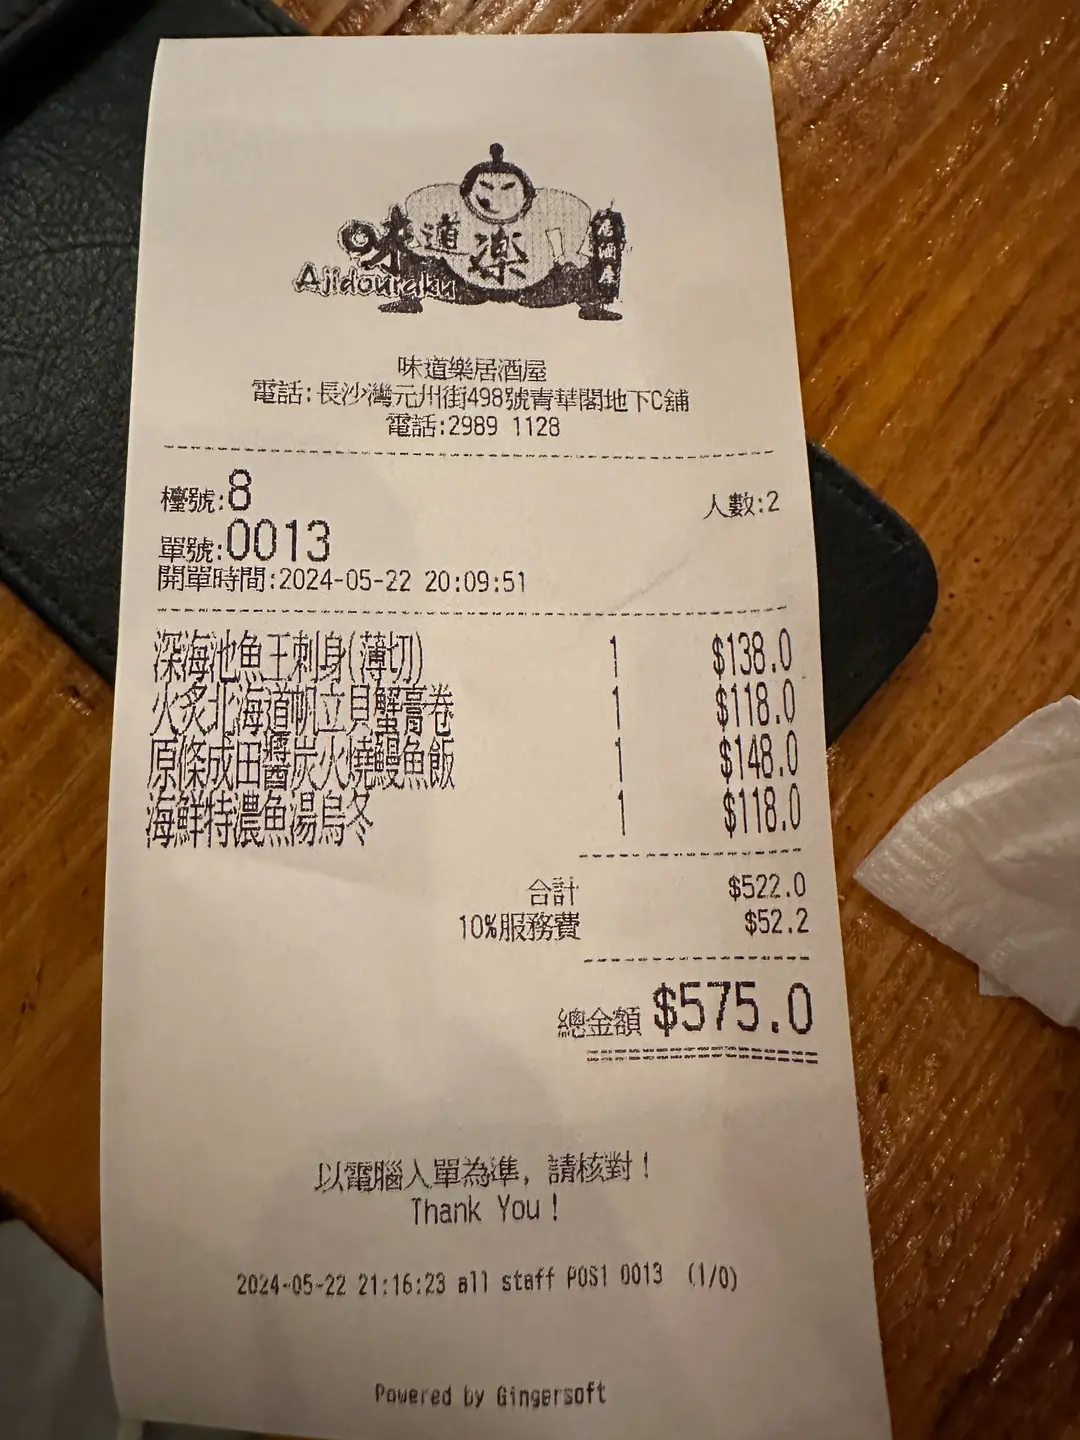 味道楽
居酒屋
Ajidouraku
味道樂居酒屋
電話:長沙灣元州街498號青華閣地下C舖
電話:2989 1128
檯號:8 人數:2
單號:0013
開單時間:2024-05-22 20:09:51
深海池魚王刺身(薄切) 1 $138.0
火炙北海道帆立貝蟹膏卷 1 $118.0
原條成田醬炭火燒鰻魚飯 1 $148.0
海鮮特濃魚湯烏冬 1 $118.0
合計 $522.0
10%服務費 $52.2
總金額 $575.0
以電腦入單為準, 請核對!
Thank You!
2024-05-22 21:16:23 all staff POS1 0013 (1/0)
Powered by Gingersoft